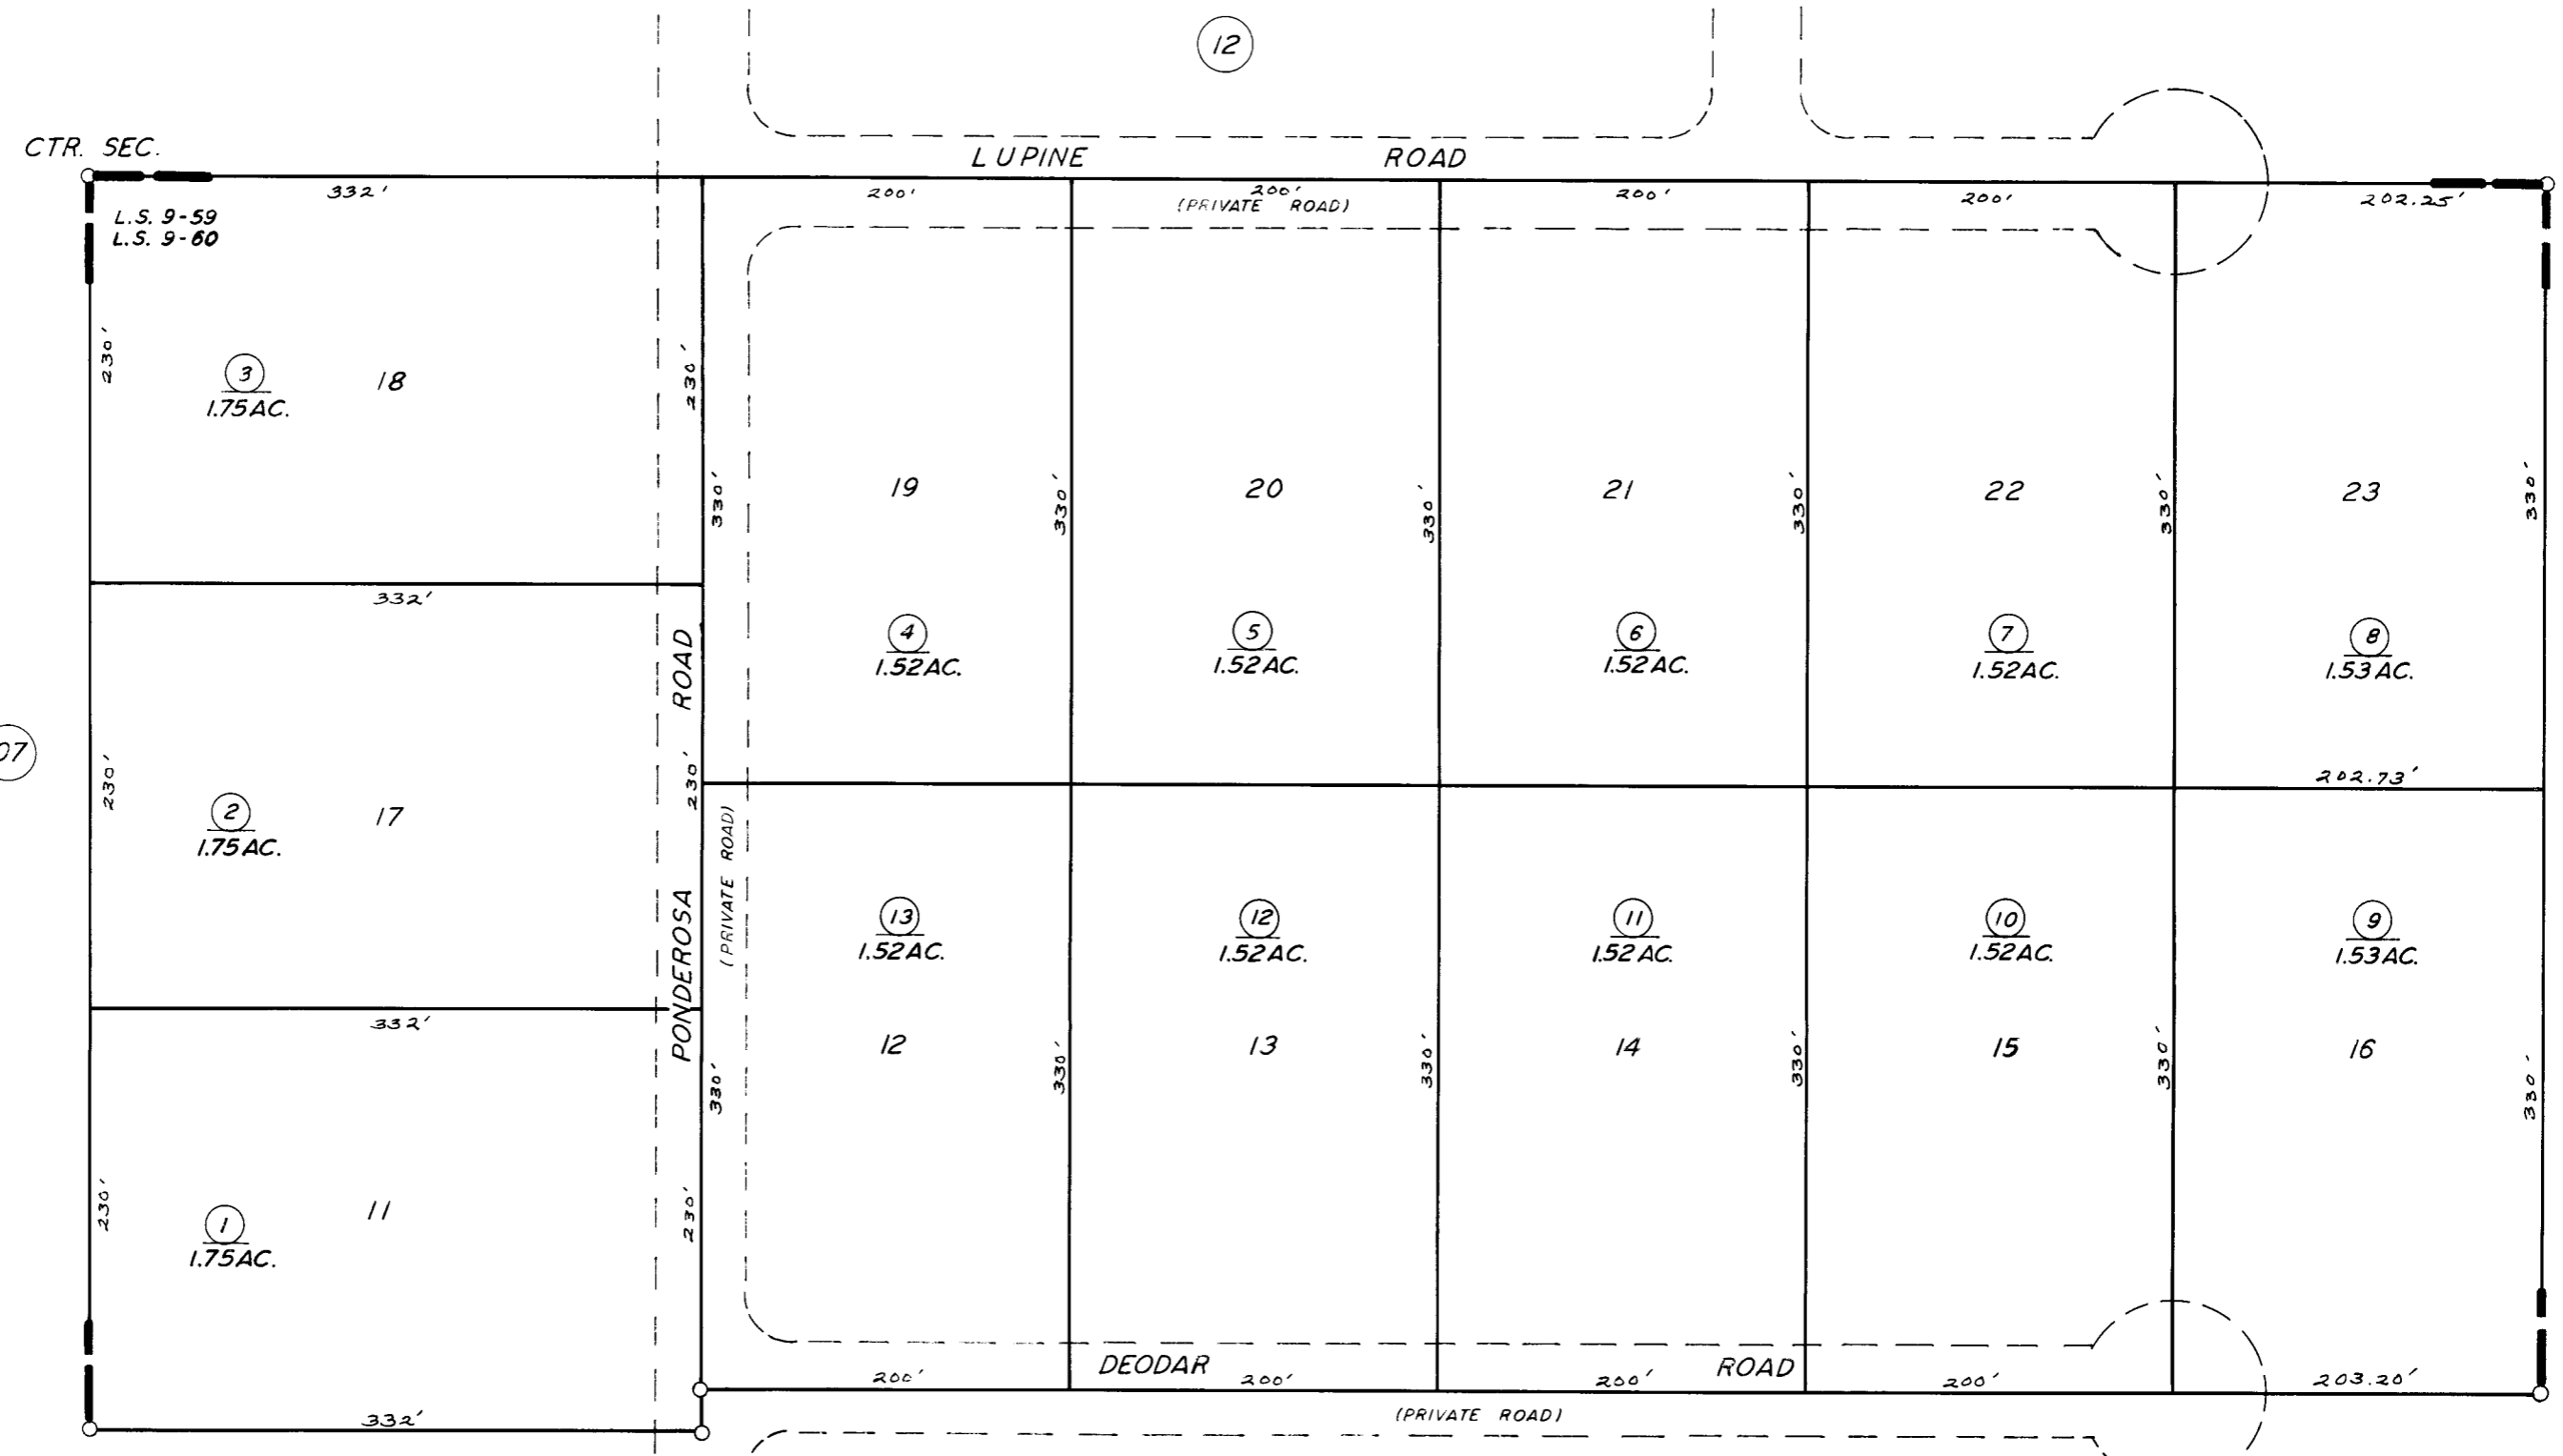 12
CTR. SEC.
LUPINE ROAD
332'
200'
200'
200'
200'
202.25'
(PRIVATE ROAD)
L.S. 9-59
L.S. 9-60
230'
3
1.75AC.
18
230'
330'
19
330'
20
330'
21
330'
22
330'
23
330'
332'
4
1.52AC.
5
1.52AC.
6
1.52AC.
7
1.52AC.
8
1.53AC.
07
230'
2
1.75AC.
17
PONDEROSA ROAD
230'
(PRIVATE ROAD)
202.73'
13
1.52AC.
12
1.52AC.
11
1.52AC.
10
1.52AC.
9
1.53AC.
332'
12
13
14
15
16
330'
330'
330'
330'
330'
330'
230'
1
1.75AC.
11
230'
DEODAR ROAD
200'
200'
200'
200'
203.20'
332'
(PRIVATE ROAD)